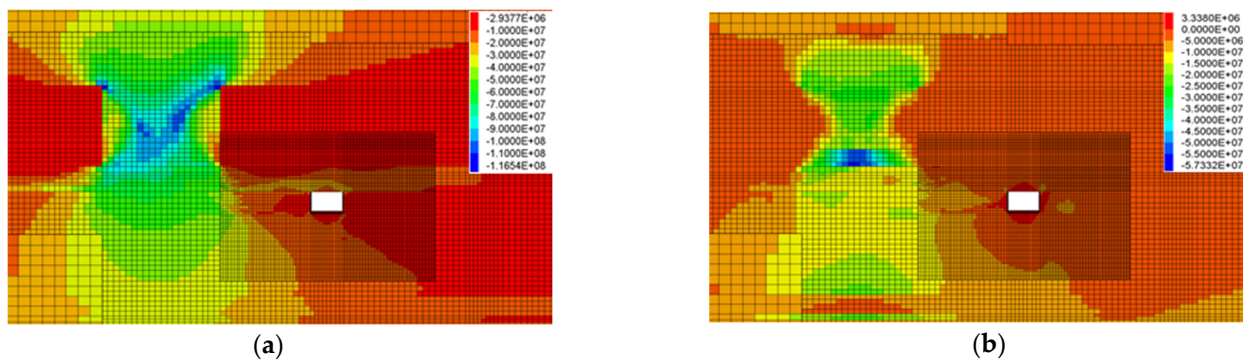 -2.9377E+06
-1.0000E+07
-2.0000E+07
-3.0000E+07
-4.0000E+07
-5.0000E+07
-6.0000E+07
-7.0000E+07
-8.0000E+07
-9.0000E+07
-1.0000E+08
-1.1000E+08
-1.1654E+08
3.3380E+06
0.0000E+00
-5.0000E+06
-1.0000E+07
-1.5000E+07
-2.0000E+07
-2.5000E+07
-3.0000E+07
-3.5000E+07
-4.0000E+07
-4.5000E+07
-5.0000E+07
-5.5000E+07
-5.7332E+07
(a)
(b)